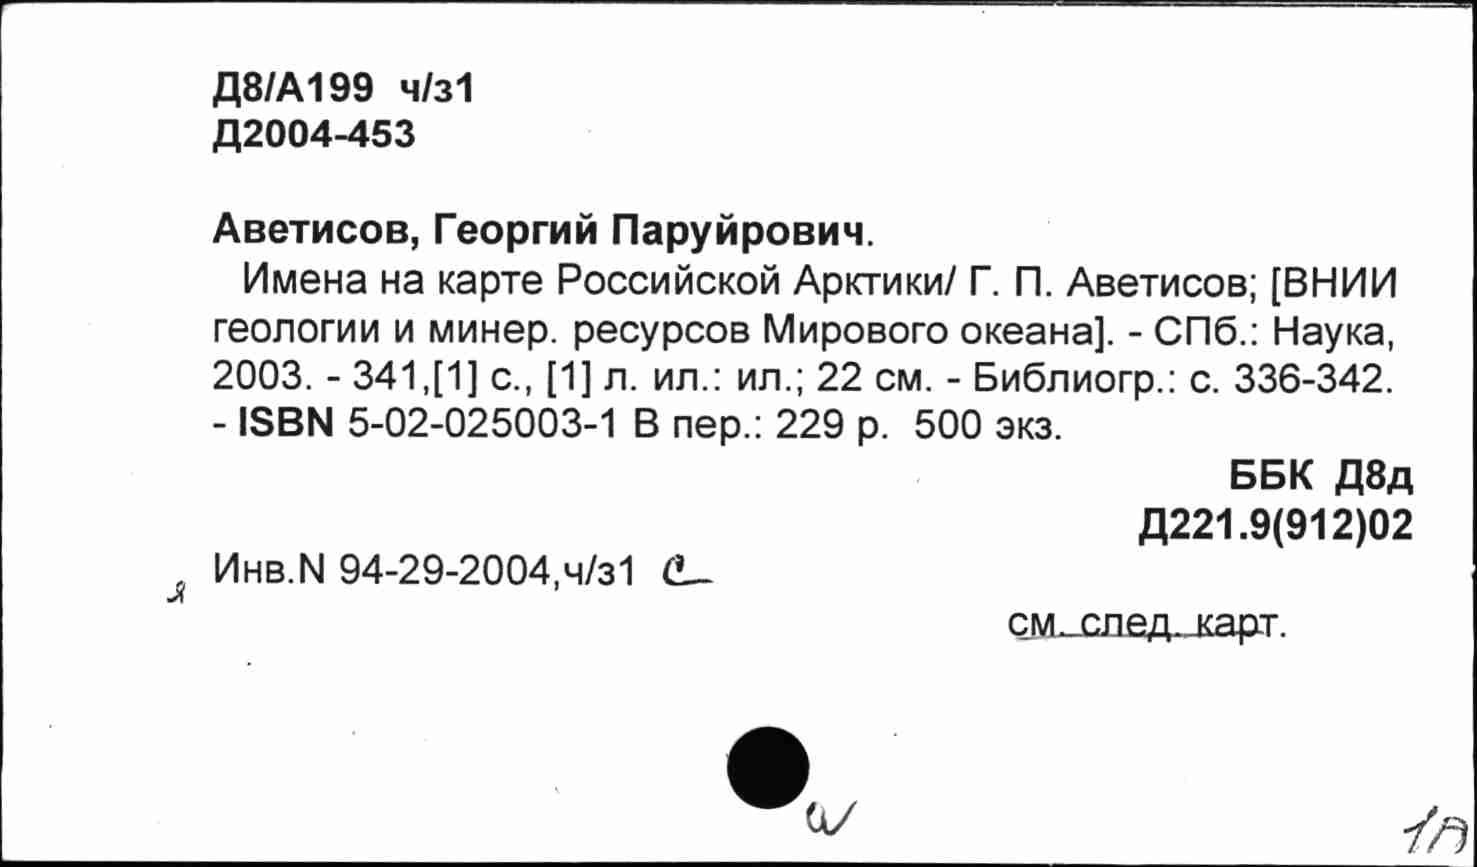 Д8/А199 ч/з1
Д2004-453
Аветисов, Георгий Паруйрович.
Имена на карте Российской Арктики/ Г. П. Аветисов; [ВНИИ
геологии и минер. ресурсов Мирового океана]. - СПб.: Наука,
2003. - 341,[1] с., [1] л. ил.: ил.; 22 см. - Библиогр.: с. 336-342.
- ISBN 5-02-025003-1 В пер.: 229 р. 500 экз.
ББК Д8д
Д221.9(912)02
Инв.N 94-29-2004,ч/з1
см. след. карт.